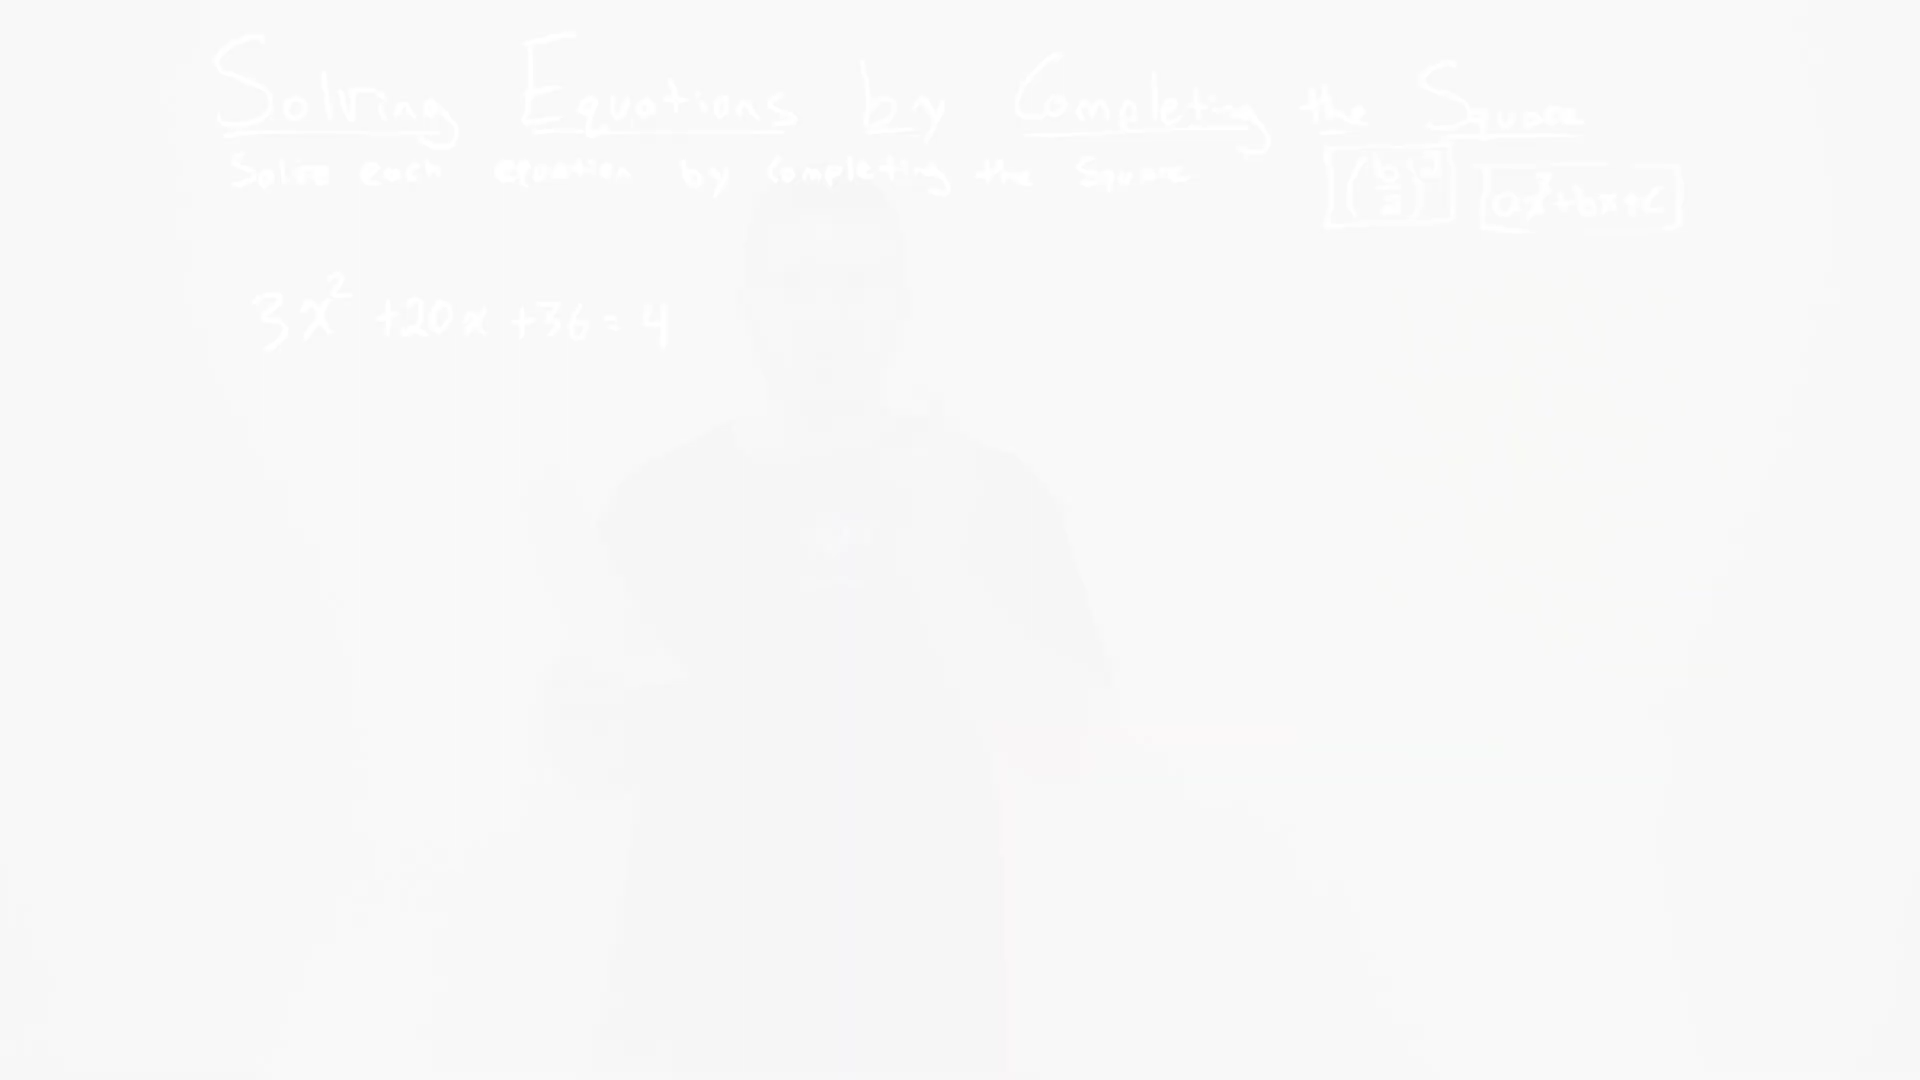 Solving Equations by Completing the Square
Solve each equation by Completing the Square
(b/2)² ax²+bx+c
3x² +20x +36 = 4